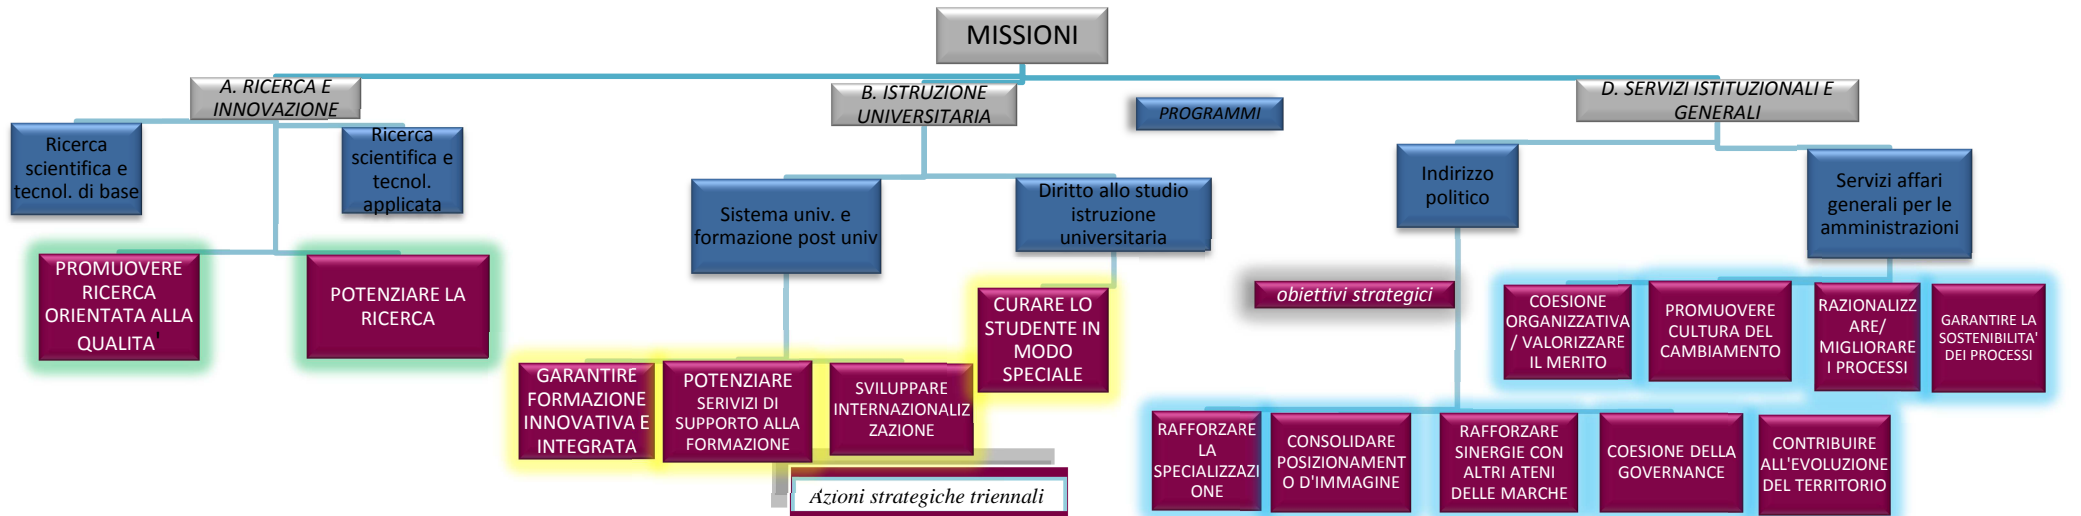 MISSIONI
A. RICERCA E
INNOVAZIONE
B. ISTRUZIONE
UNIVERSITARIA
PROGRAMMI
D. SERVIZI ISTITUZIONALI E
GENERALI
Ricerca
scientifica e
tecnol. di base
Ricerca
scientifica e
tecnol.
applicata
Sistema univ. e
formazione post univ
Diritto allo studio
istruzione
universitaria
Indirizzo
politico
Servizi affari
generali per le
amministrazioni
PROMUOVERE
RICERCA
ORIENTATA ALLA
QUALITA'
POTENZIARE LA
RICERCA
CURARE LO
STUDENTE IN
MODO
SPECIALE
obiettivi strategici
COESIONE
ORGANIZZATIVA
/ VALORIZZARE
IL MERITO
PROMUOVERE
CULTURA DEL
CAMBIAMENTO
RAZIONALIZZ
ARE/
MIGLIORARE
I PROCESSI
GARANTIRE LA
SOSTENIBILITA'
DEI PROCESSI
GARANTIRE
FORMAZIONE
INNOVATIVA E
INTEGRATA
POTENZIARE
SERIVIZI DI
SUPPORTO ALLA
FORMAZIONE
SVILUPPARE
INTERNAZIONALIZ
ZAZIONE
RAFFORZARE
LA
SPECIALIZZAZI
ONE
CONSOLIDARE
POSIZIONAMENT
O D'IMMAGINE
RAFFORZARE
SINERGIE CON
ALTRI ATENI
DELLE MARCHE
COESIONE DELLA
GOVERNANCE
CONTRIBUIRE
ALL'EVOLUZIONE
DEL TERRITORIO
Azioni strategiche triennali